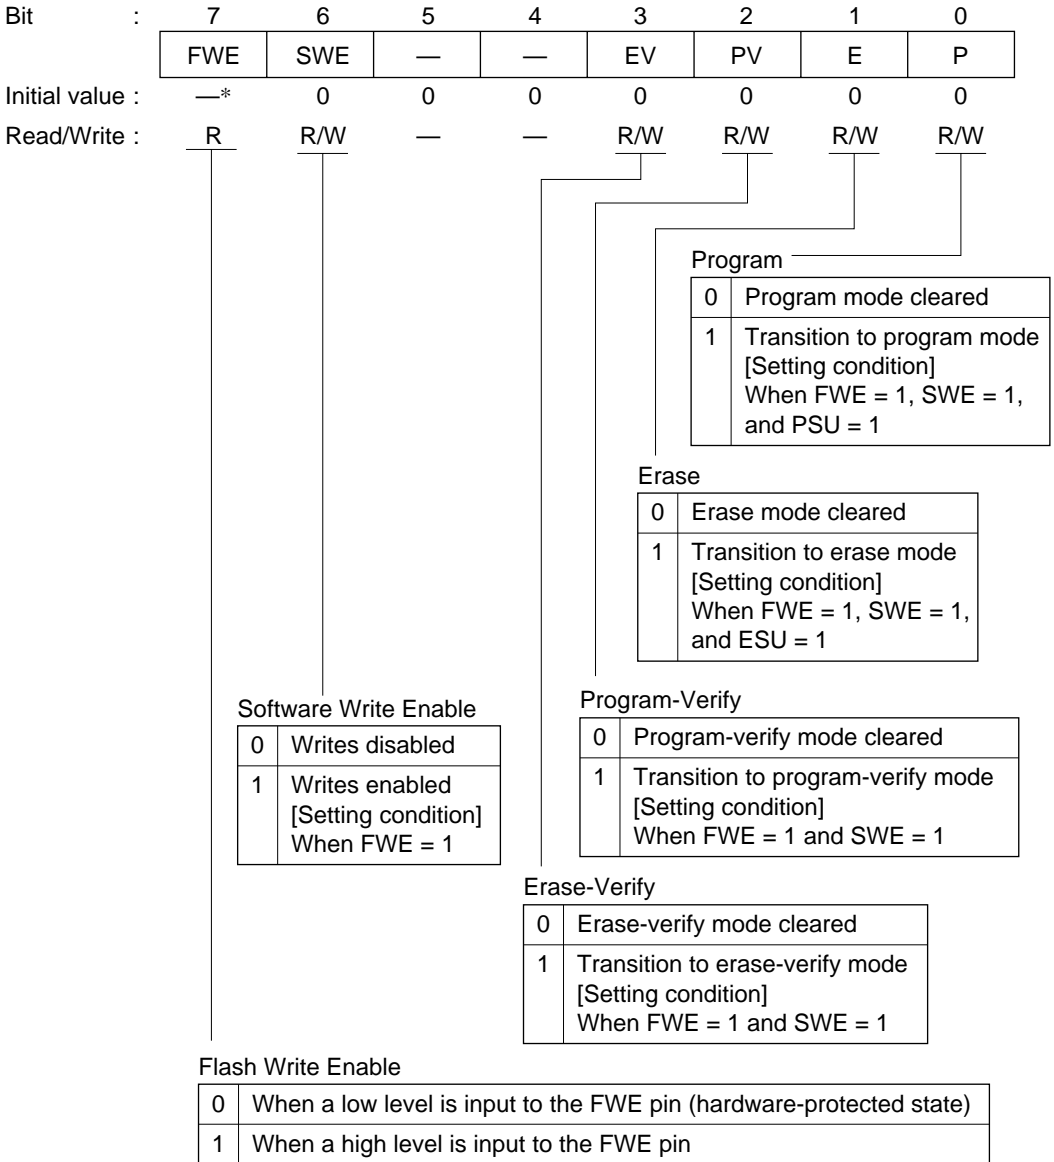 Bit : 7 6 5 4 3 2 1 0
FWE SWE — — EV PV E P
Initial value : —* 0 0 0 0 0 0 0
Read/Write : R R/W — — R/W R/W R/W R/W
Program
0 Program mode cleared
1 Transition to program mode
[Setting condition]
When FWE = 1, SWE = 1,
and PSU = 1
Erase
0 Erase mode cleared
1 Transition to erase mode
[Setting condition]
When FWE = 1, SWE = 1,
and ESU = 1
Software Write Enable
0 Writes disabled
1 Writes enabled
[Setting condition]
When FWE = 1
Program-Verify
0 Program-verify mode cleared
1 Transition to program-verify mode
[Setting condition]
When FWE = 1 and SWE = 1
Erase-Verify
0 Erase-verify mode cleared
1 Transition to erase-verify mode
[Setting condition]
When FWE = 1 and SWE = 1
Flash Write Enable
0 When a low level is input to the FWE pin (hardware-protected state)
1 When a high level is input to the FWE pin